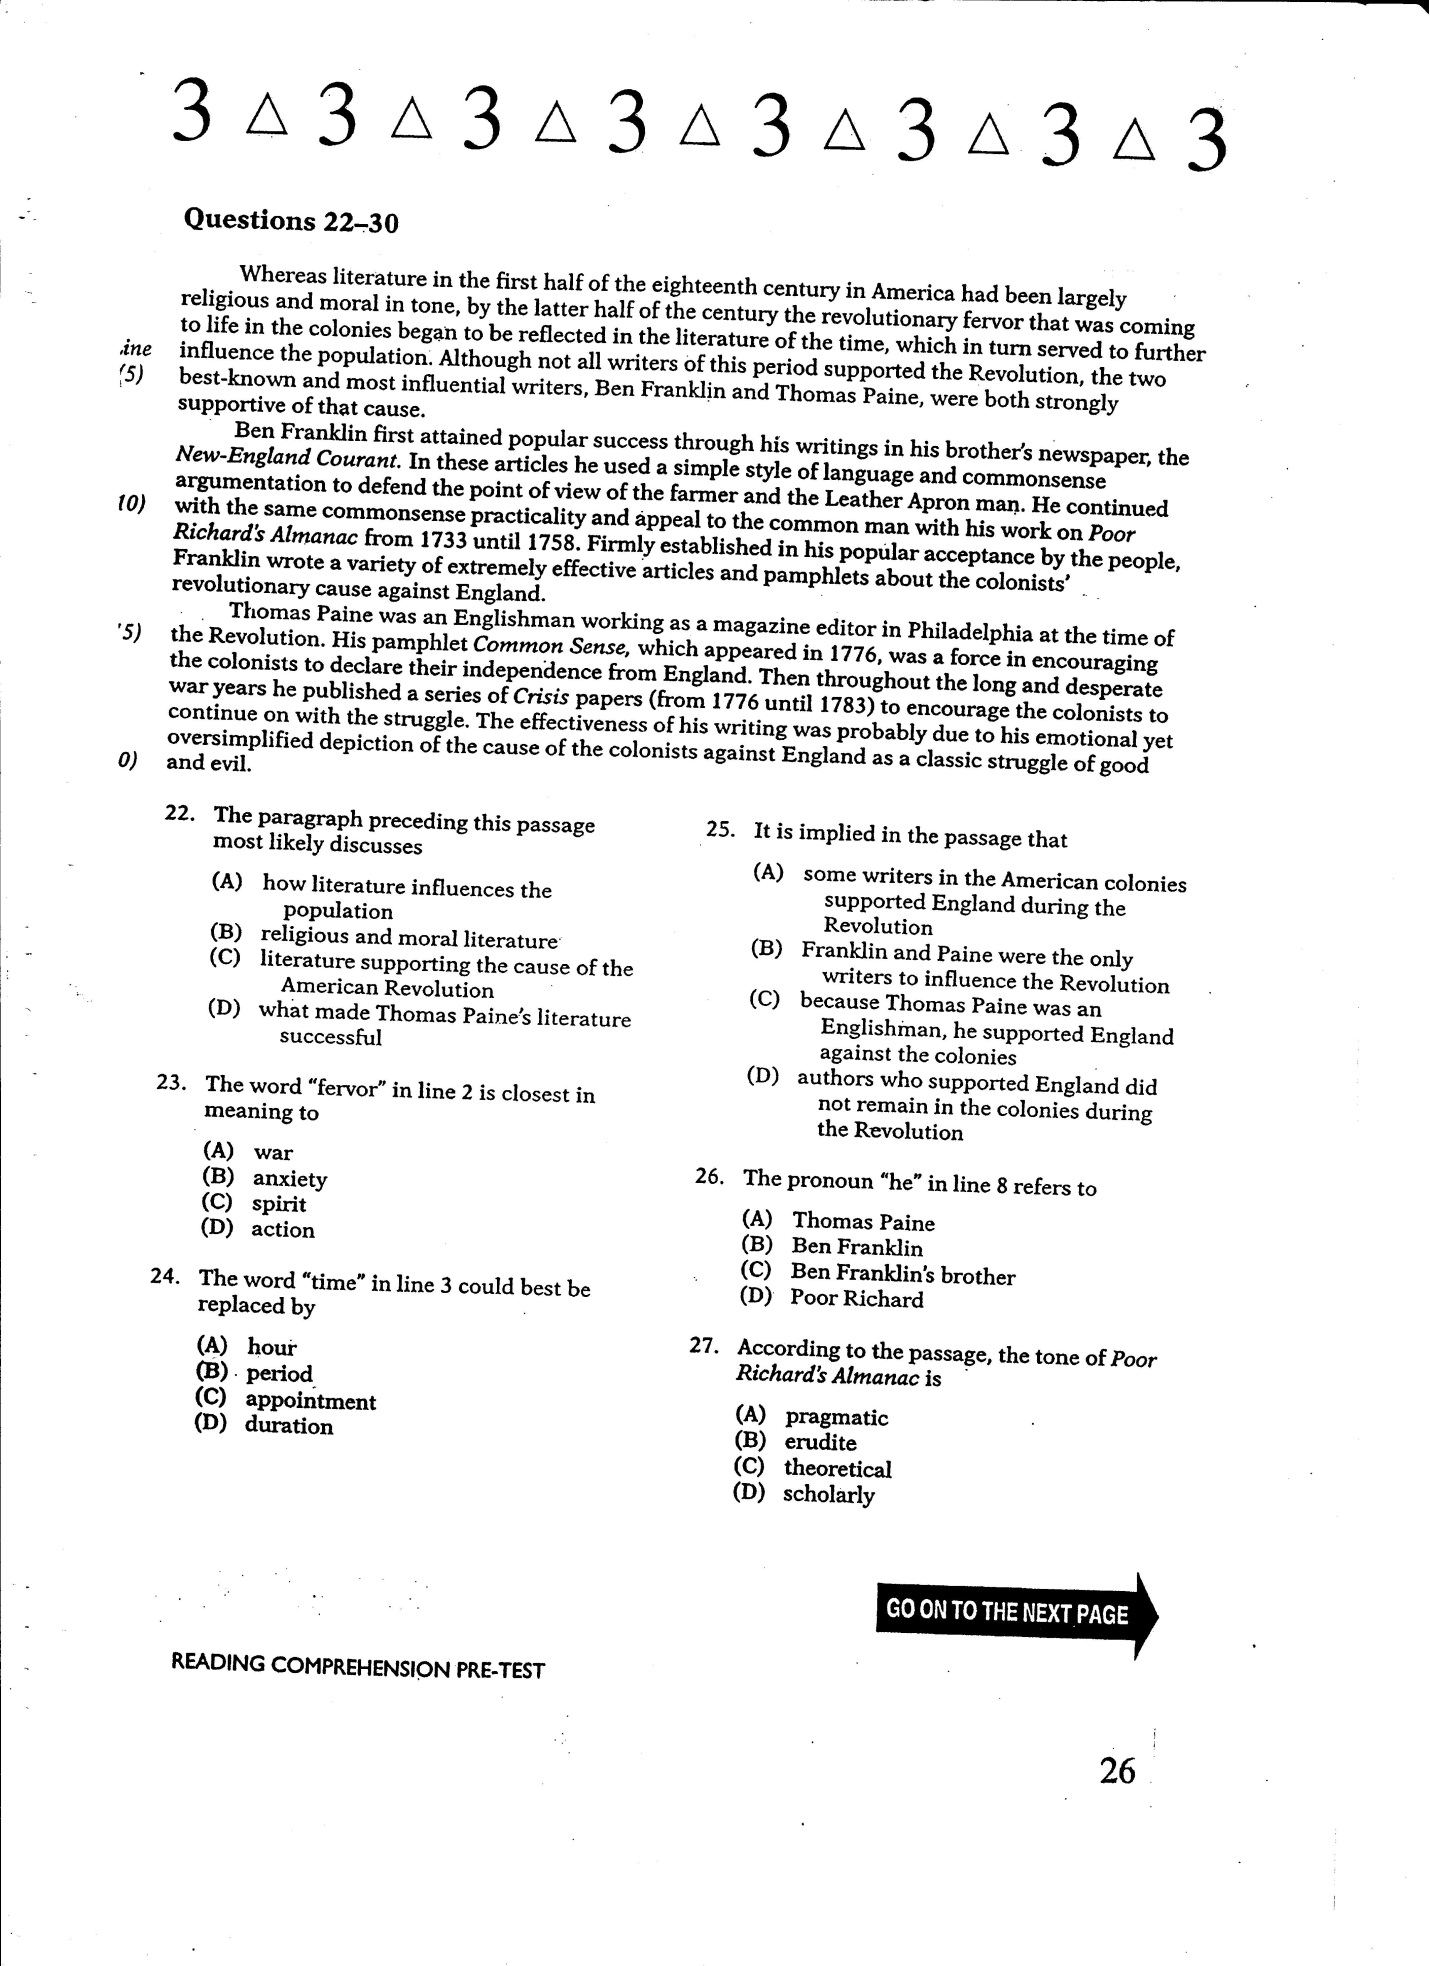 3 △ 3 △ 3 △ 3 △ 3 △ 3 △ 3 △ 3
Questions 22–30
Whereas literature in the first half of the eighteenth century in America had been largely
religious and moral in tone, by the latter half of the century the revolutionary fervor that was coming
to life in the colonies began to be reflected in the literature of the time, which in turn served to further
ine influence the population. Although not all writers of this period supported the Revolution, the two
(5) best-known and most influential writers, Ben Franklin and Thomas Paine, were both strongly
supportive of that cause.
Ben Franklin first attained popular success through his writings in his brother's newspaper, the
New-England Courant. In these articles he used a simple style of language and commonsense
argumentation to defend the point of view of the farmer and the Leather Apron man. He continued
10) with the same commonsense practicality and appeal to the common man with his work on Poor
Richard's Almanac from 1733 until 1758. Firmly established in his popular acceptance by the people,
Franklin wrote a variety of extremely effective articles and pamphlets about the colonists'
revolutionary cause against England.
Thomas Paine was an Englishman working as a magazine editor in Philadelphia at the time of
'5) the Revolution. His pamphlet Common Sense, which appeared in 1776, was a force in encouraging
the colonists to declare their independence from England. Then throughout the long and desperate
war years he published a series of Crisis papers (from 1776 until 1783) to encourage the colonists to
continue on with the struggle. The effectiveness of his writing was probably due to his emotional yet
oversimplified depiction of the cause of the colonists against England as a classic struggle of good
0) and evil.
22. The paragraph preceding this passage
most likely discusses
(A) how literature influences the
population
(B) religious and moral literature
(C) literature supporting the cause of the
American Revolution
(D) what made Thomas Paine's literature
successful
23. The word “fervor” in line 2 is closest in
meaning to
(A) war
(B) anxiety
(C) spirit
(D) action
24. The word “time” in line 3 could best be
replaced by
(A) hour
(B) period
(C) appointment
(D) duration
25. It is implied in the passage that
(A) some writers in the American colonies
supported England during the
Revolution
(B) Franklin and Paine were the only
writers to influence the Revolution
(C) because Thomas Paine was an
Englishman, he supported England
against the colonies
(D) authors who supported England did
not remain in the colonies during
the Revolution
26. The pronoun “he” in line 8 refers to
(A) Thomas Paine
(B) Ben Franklin
(C) Ben Franklin's brother
(D) Poor Richard
27. According to the passage, the tone of Poor
Richard's Almanac is
(A) pragmatic
(B) erudite
(C) theoretical
(D) scholarly
GO ON TO THE NEXT PAGE
READING COMPREHENSION PRE-TEST
26